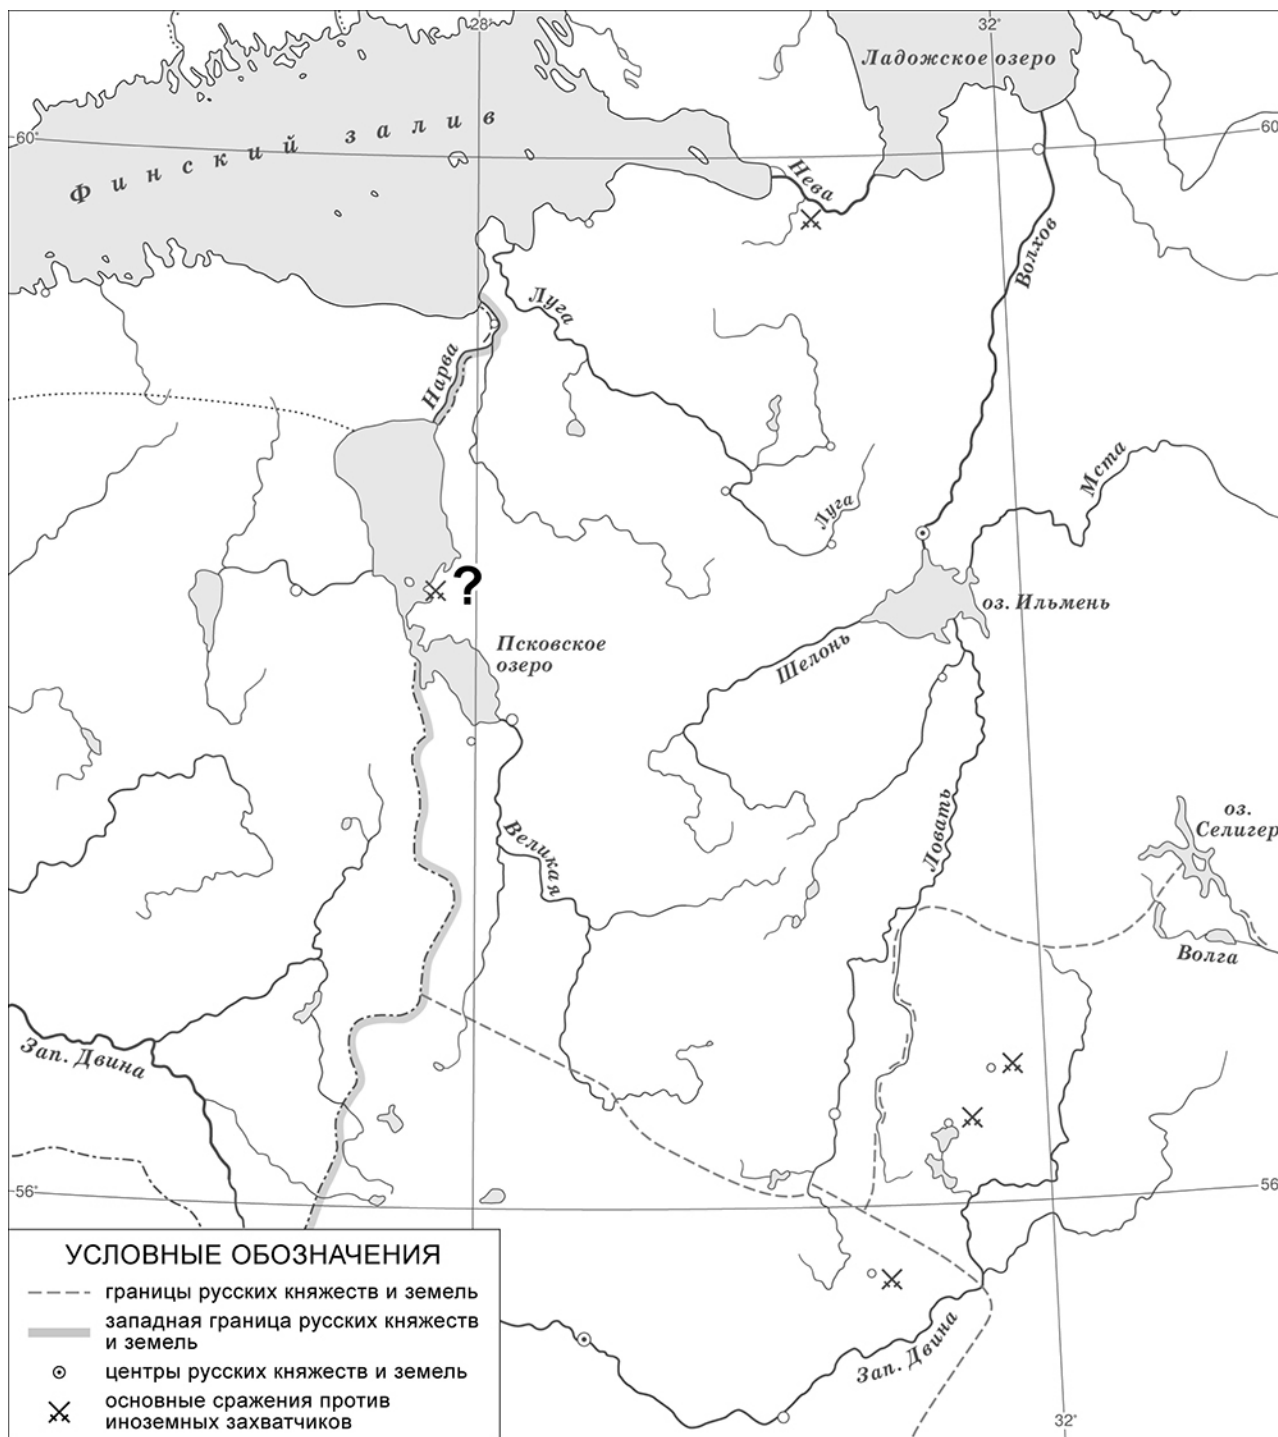 28°
32°
Ладожское озеро
60°
60
Финский залив
Нева
Волхов
Луга
Нарва
Мста
Луга
?
оз. Ильмень
Псковское
озеро
Шелонь
Ловать
оз.
Селигер
Великая
Волга
Зап. Двина
56°
56
УСЛОВНЫЕ ОБОЗНАЧЕНИЯ
границы русских княжеств и земель
западная граница русских княжеств
и земель
центры русских княжеств и земель
основные сражения против
иноземных захватчиков
Зап. Двина
32°